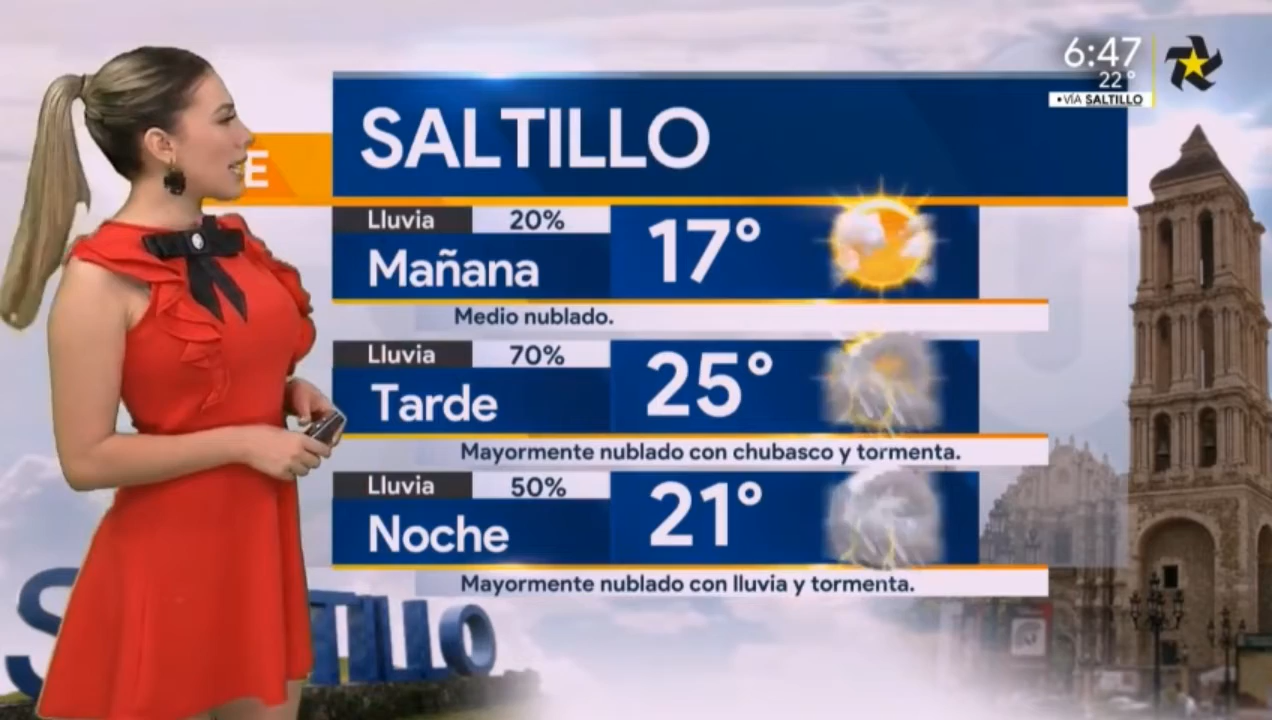 6:47
22°
•VÍA SALTILLO
SALTILLO
Lluvia 20%
Mañana 17°
Medio nublado.
Lluvia 70%
Tarde 25°
Mayormente nublado con chubasco y tormenta.
Lluvia 50%
Noche 21°
Mayormente nublado con lluvia y tormenta.